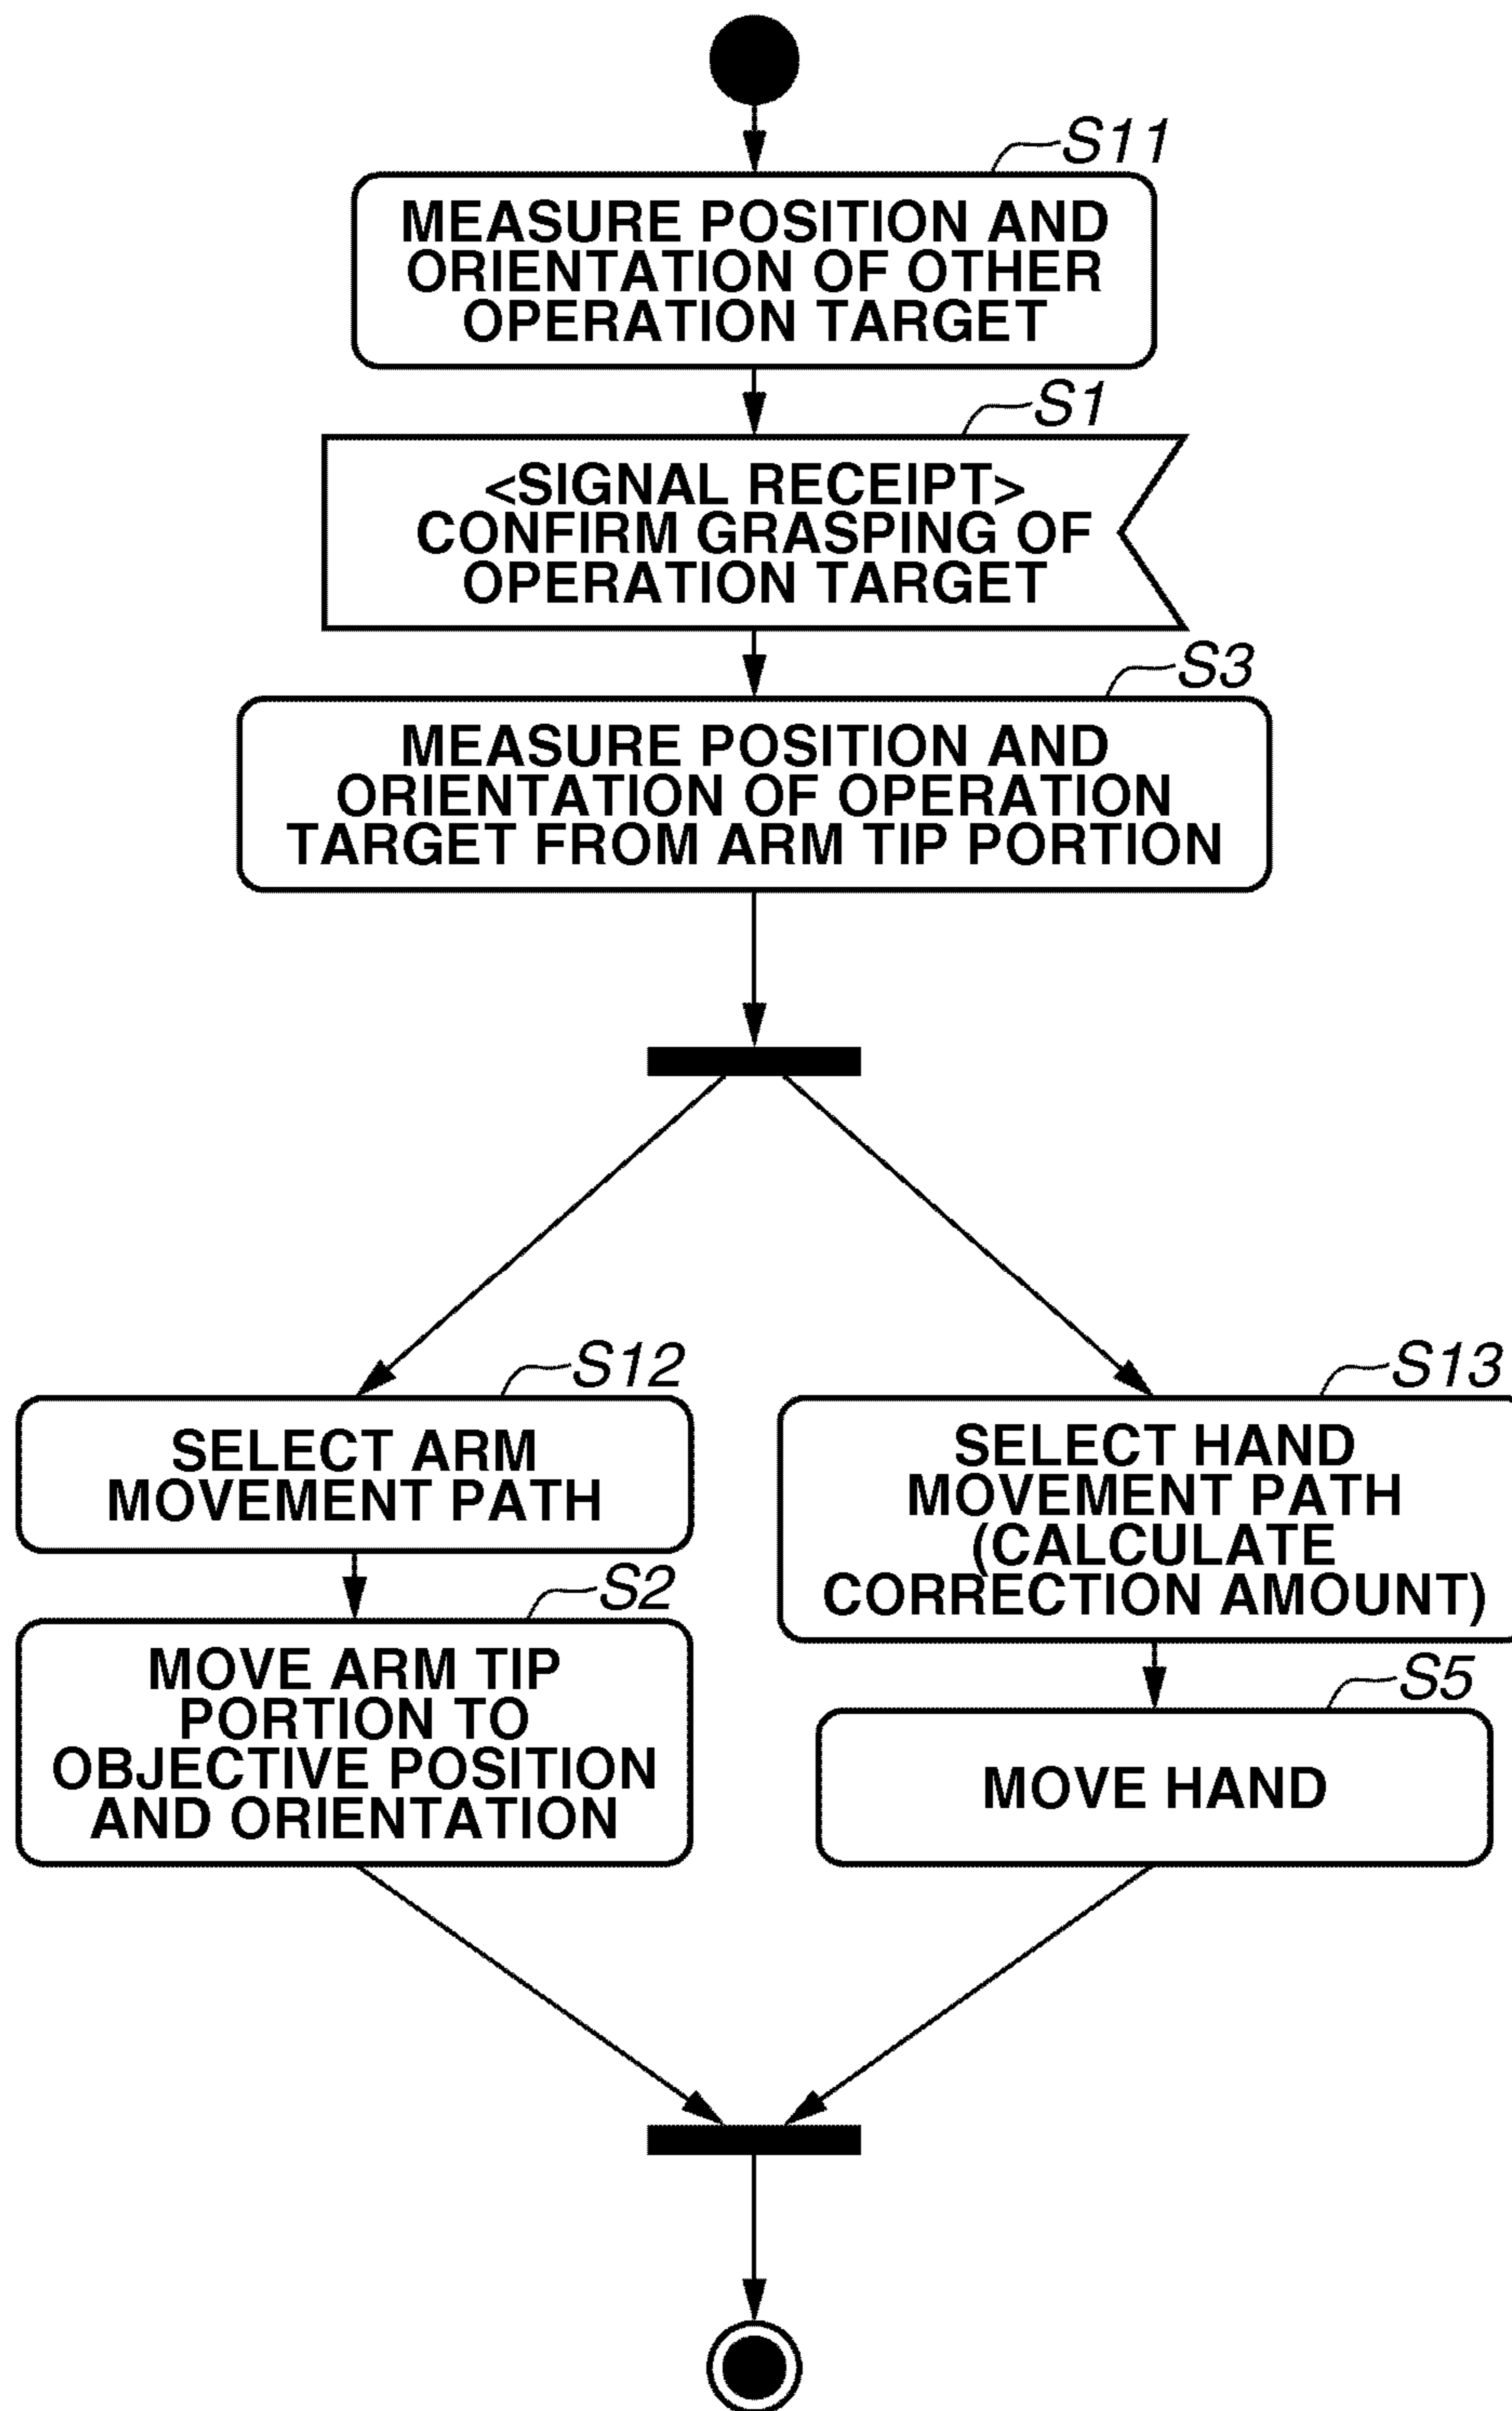 S11
MEASURE POSITION AND
ORIENTATION OF OTHER
OPERATION TARGET
S1
<SIGNAL RECEIPT>
CONFIRM GRASPING OF
OPERATION TARGET
S3
MEASURE POSITION AND
ORIENTATION OF OPERATION
TARGET FROM ARM TIP PORTION
S12
SELECT ARM
MOVEMENT PATH
S2
MOVE ARM TIP
PORTION TO
OBJECTIVE POSITION
AND ORIENTATION
S13
SELECT HAND
MOVEMENT PATH
(CALCULATE
CORRECTION AMOUNT)
S5
MOVE HAND